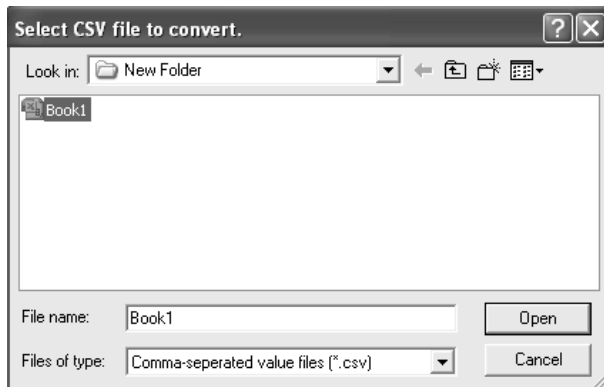 Select CSV file to convert.
Look in: New Folder
Book1
File name: Book1 Open
Files of type: Comma-seperated value files (*.csv) Cancel